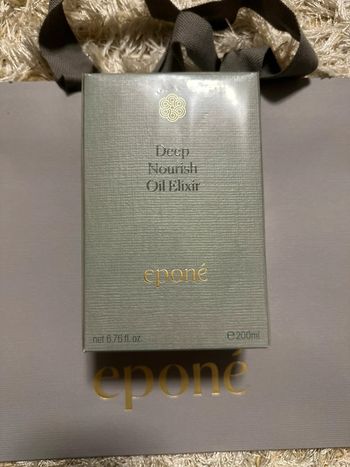 Deep
Nourish
Oil Elixir
eponé
net 6.76 fl. oz.
℮200ml
eponé